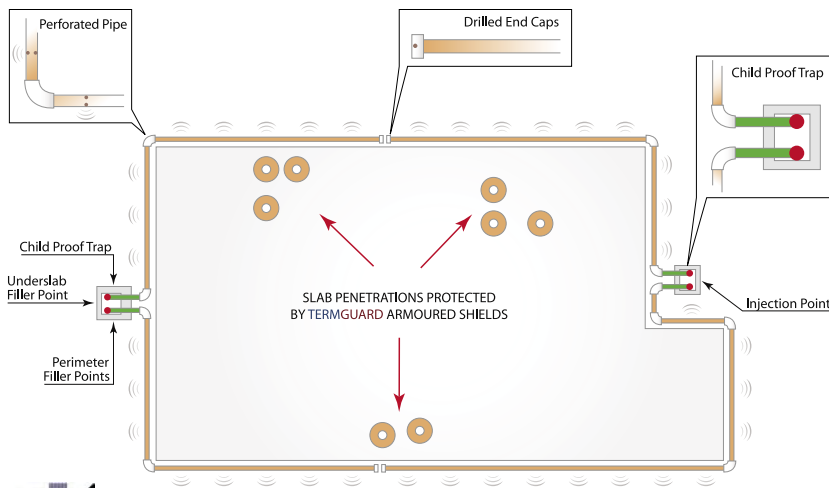 Perforated Pipe
Drilled End Caps
Child Proof Trap
Child Proof Trap
Underslab
Filler Point
SLAB PENETRATIONS PROTECTED
BY TERMGUARD ARMOURED SHIELDS
Injection Point
Perimeter
Filler Points